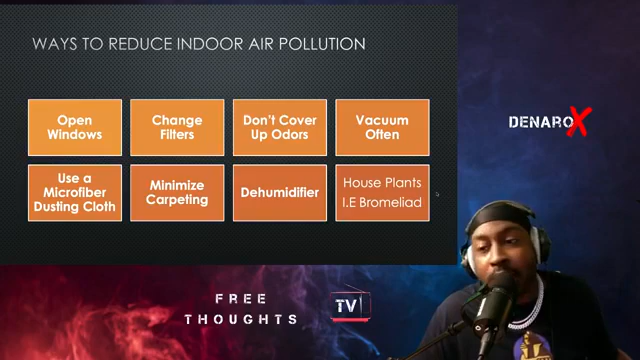 WAYS TO REDUCE INDOOR AIR POLLUTION
Open
Windows
Change
Filters
Don't Cover
Up Odors
Vacuum
Often
Use a
Microfiber
Dusting Cloth
Minimize
Carpeting
Dehumidifier
House Plants
I.E Bromeliad
DENAROX
FREE
THOUGHTS
TV